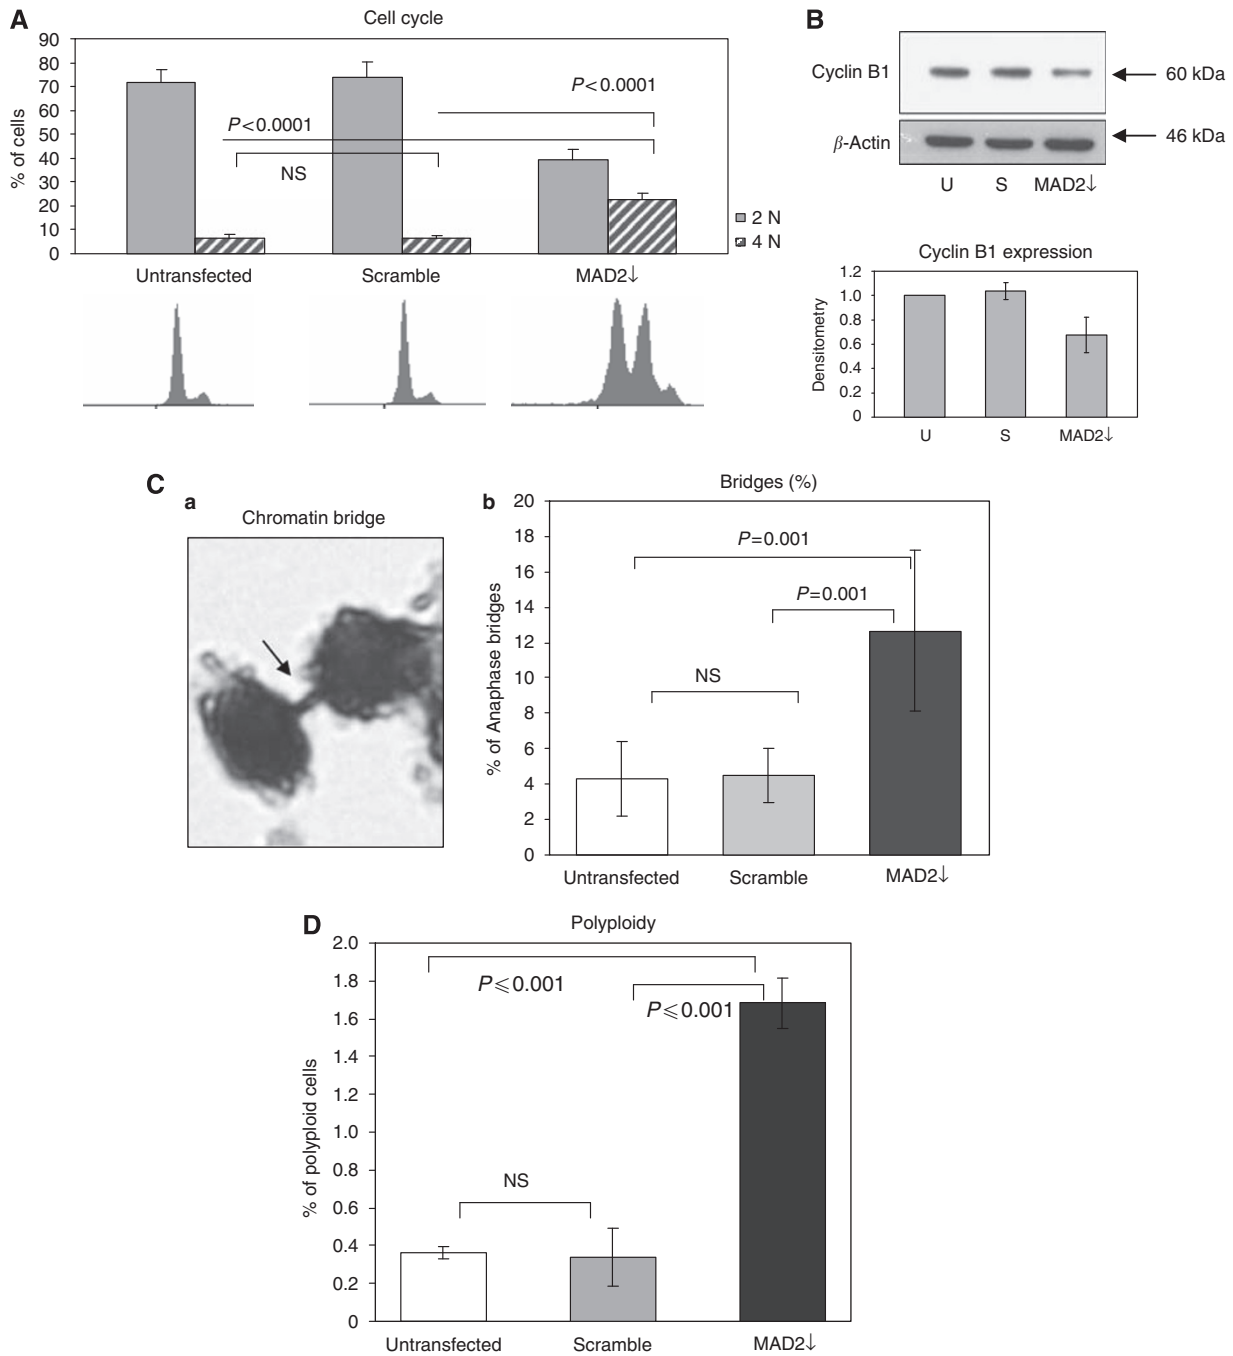 A
Cell cycle
90
80
70
60
50
40
30
20
10
0
% of cells
P<0.0001
P<0.0001
NS
2 N
4 N
Untransfected
Scramble
MAD2↓
B
Cyclin B1
60 kDa
β-Actin
46 kDa
U
S
MAD2↓
Cyclin B1 expression
1.2
1.0
0.8
0.6
0.4
0.2
0
Densitometry
U
S
MAD2↓
C
a
Chromatin bridge
b
Bridges (%)
20
18
16
14
12
10
8
6
4
2
0
% of Anaphase bridges
P=0.001
P=0.001
NS
Untransfected
Scramble
MAD2↓
D
Polyploidy
2.0
1.8
1.6
1.4
1.2
1.0
0.8
0.6
0.4
0.2
0
% of polyploid cells
P⩽0.001
P⩽0.001
NS
Untransfected
Scramble
MAD2↓